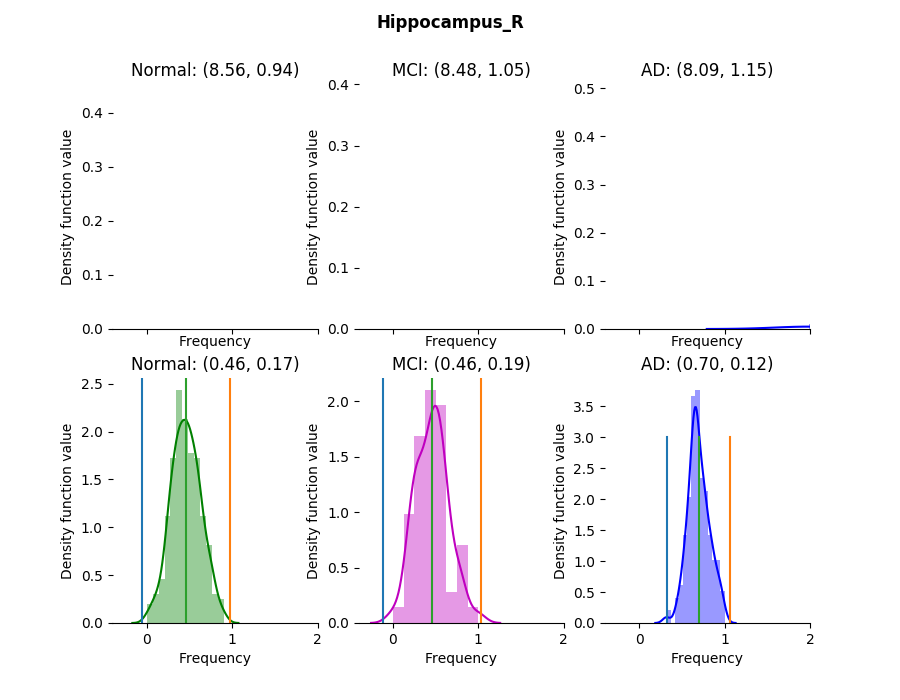 Hippocampus_R
Normal: (8.56, 0.94)
MCI: (8.48, 1.05)
AD: (8.09, 1.15)
Density function value
0.4
0.3
0.2
0.1
0.0
Frequency
Density function value
0.4
0.3
0.2
0.1
0.0
Frequency
Density function value
0.5
0.4
0.3
0.2
0.1
0.0
Frequency
Normal: (0.46, 0.17)
MCI: (0.46, 0.19)
AD: (0.70, 0.12)
Density function value
2.5
2.0
1.5
1.0
0.5
0.0
0 1 2
Frequency
Density function value
2.0
1.5
1.0
0.5
0.0
0 1 2
Frequency
Density function value
3.5
3.0
2.5
2.0
1.5
1.0
0.5
0.0
0 1 2
Frequency